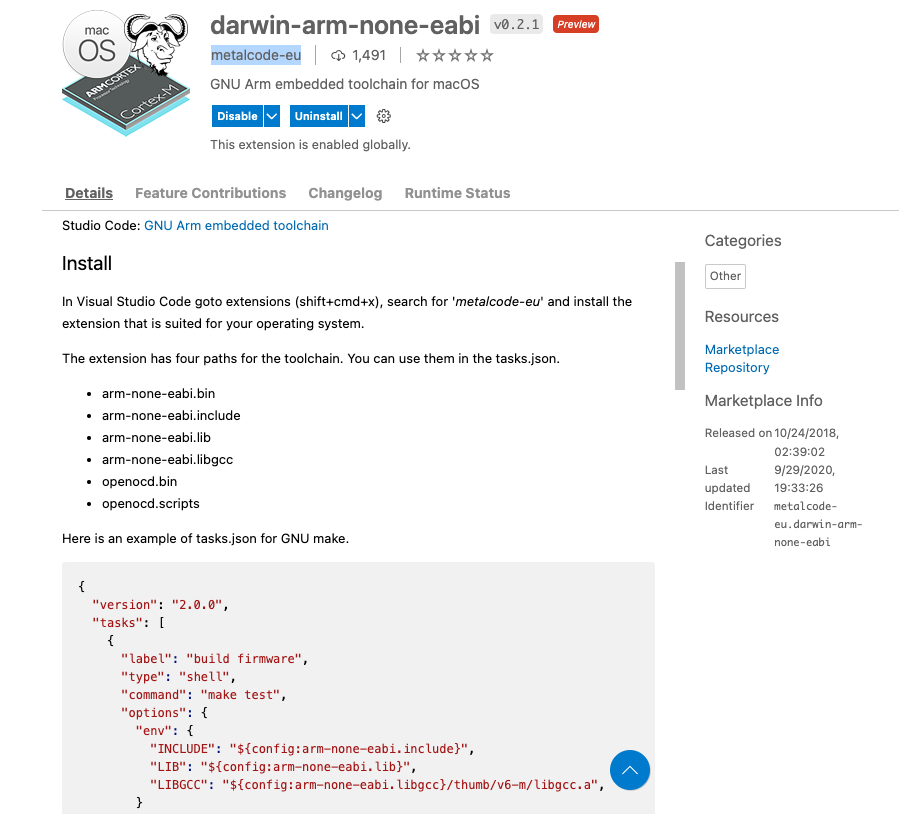 mac
OS
ARMCORTEX
Processor Technology
Cortex-M
darwin-arm-none-eabi v0.2.1 Preview
metalcode-eu 1,491
GNU Arm embedded toolchain for macOS
Disable Uninstall
This extension is enabled globally.
Details Feature Contributions Changelog Runtime Status
Studio Code: GNU Arm embedded toolchain
Install
In Visual Studio Code goto extensions (shift+cmd+x), search for 'metalcode-eu' and install the
extension that is suited for your operating system.
The extension has four paths for the toolchain. You can use them in the tasks.json.
• arm-none-eabi.bin
• arm-none-eabi.include
• arm-none-eabi.lib
• arm-none-eabi.libgcc
• openocd.bin
• openocd.scripts
Here is an example of tasks.json for GNU make.
{
"version": "2.0.0",
"tasks": [
{
"label": "build firmware",
"type": "shell",
"command": "make test",
"options": {
"env": {
"INCLUDE": "${config:arm-none-eabi.include}",
"LIB": "${config:arm-none-eabi.lib}",
"LIBGCC": "${config:arm-none-eabi.libgcc}/thumb/v6-m/libgcc.a",
}
Categories
Other
Resources
Marketplace
Repository
Marketplace Info
Released on 10/24/2018,
02:39:02
Last 9/29/2020,
updated 19:33:26
Identifier metalcode-
eu.darwin-arm-
none-eabi